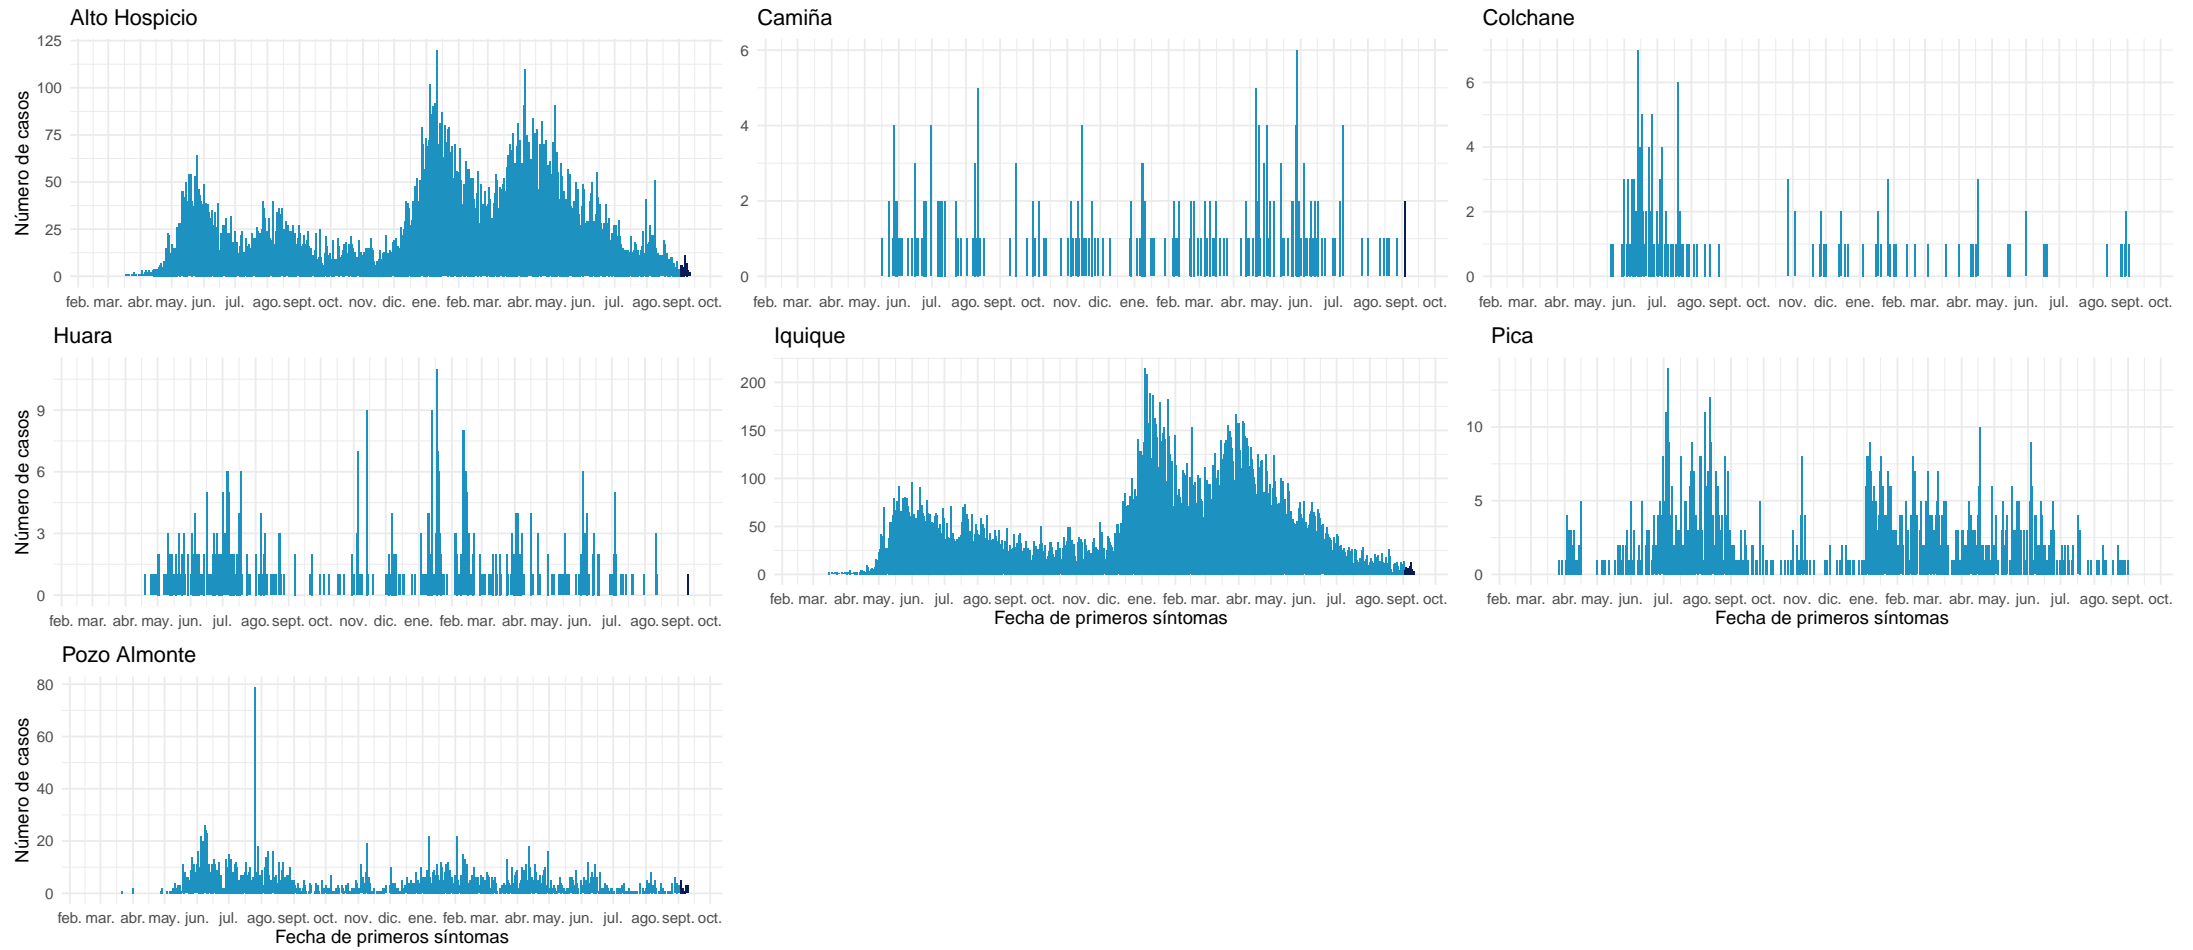 Alto Hospicio
Camiña
Colchane
Número de casos
125
100
75
50
25
0
6
4
2
0
6
4
2
0
feb. mar. abr. may. jun. jul. ago. sept. oct. nov. dic. ene. feb. mar. abr. may. jun. jul. ago. sept. oct.
feb. mar. abr. may. jun. jul. ago. sept. oct. nov. dic. ene. feb. mar. abr. may. jun. jul. ago. sept. oct.
feb. mar. abr. may. jun. jul. ago. sept. oct. nov. dic. ene. feb. mar. abr. may. jun. jul. ago. sept. oct.
Huara
Iquique
Pica
Número de casos
9
6
3
0
200
150
100
50
0
10
5
0
feb. mar. abr. may. jun. jul. ago. sept. oct. nov. dic. ene. feb. mar. abr. may. jun. jul. ago. sept. oct.
feb. mar. abr. may. jun. jul. ago. sept. oct. nov. dic. ene. feb. mar. abr. may. jun. jul. ago. sept. oct.
Fecha de primeros síntomas
feb. mar. abr. may. jun. jul. ago. sept. oct. nov. dic. ene. feb. mar. abr. may. jun. jul. ago. sept. oct.
Fecha de primeros síntomas
Pozo Almonte
Número de casos
80
60
40
20
0
feb. mar. abr. may. jun. jul. ago. sept. oct. nov. dic. ene. feb. mar. abr. may. jun. jul. ago. sept. oct.
Fecha de primeros síntomas